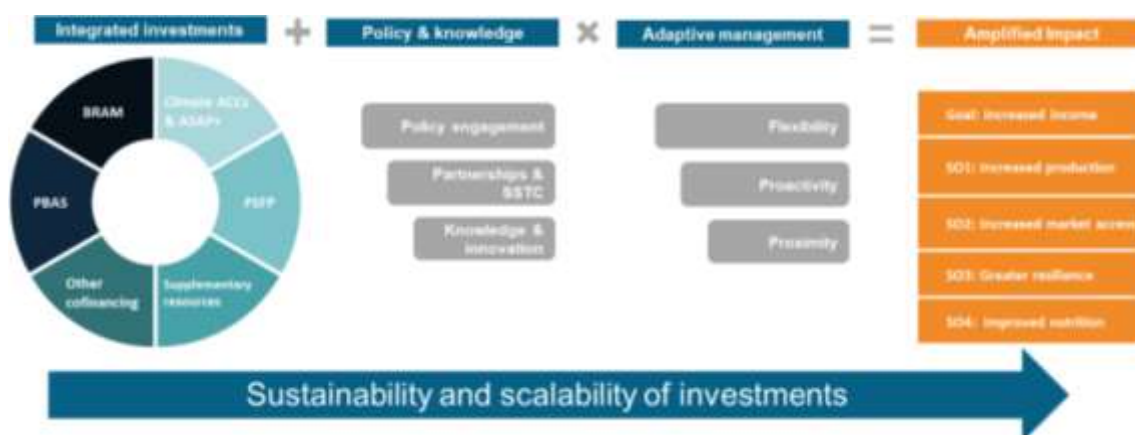 Integrated investments + Policy & knowledge × Adaptive management = Amplified Impact
BRAM
Climate ACCs
& ASAP+
PBAS
PSFP
Other
cofinancing
Supplementary
resources
Policy engagement
Partnerships &
SSTC
Knowledge &
innovation
Flexibility
Proactivity
Proximity
Goal: Increased income
SO1: Increased production
SO2: Increased market access
SO3: Greater resilience
SO4: Improved nutrition
Sustainability and scalability of investments